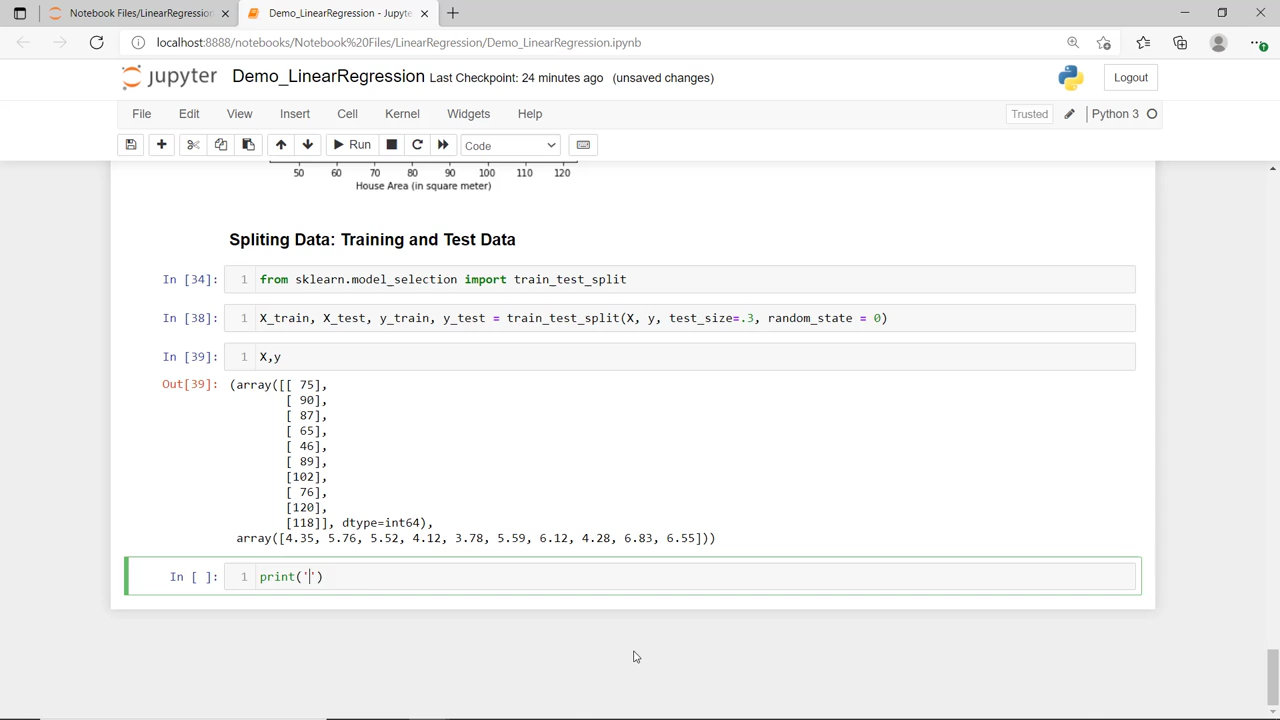 Notebook Files/LinearRegression
Demo_LinearRegression - Jupyte
localhost:8888/notebooks/Notebook%20Files/LinearRegression/Demo_LinearRegression.ipynb
jupyter Demo_LinearRegression Last Checkpoint: 24 minutes ago (unsaved changes)
Logout
File Edit View Insert Cell Kernel Widgets Help
Trusted
Python 3
Run
Code
50 60 70 80 90 100 110 120
House Area (in square meter)
Spliting Data: Training and Test Data
In [34]: 1 from sklearn.model_selection import train_test_split
In [38]: 1 X_train, X_test, y_train, y_test = train_test_split(X, y, test_size=.3, random_state = 0)
In [39]: 1 X,y
Out[39]: (array([[ 75],
[ 90],
[ 87],
[ 65],
[ 46],
[ 89],
[102],
[ 76],
[120],
[118]], dtype=int64),
array([4.35, 5.76, 5.52, 4.12, 3.78, 5.59, 6.12, 4.28, 6.83, 6.55]))
In [ ]: 1 print('')